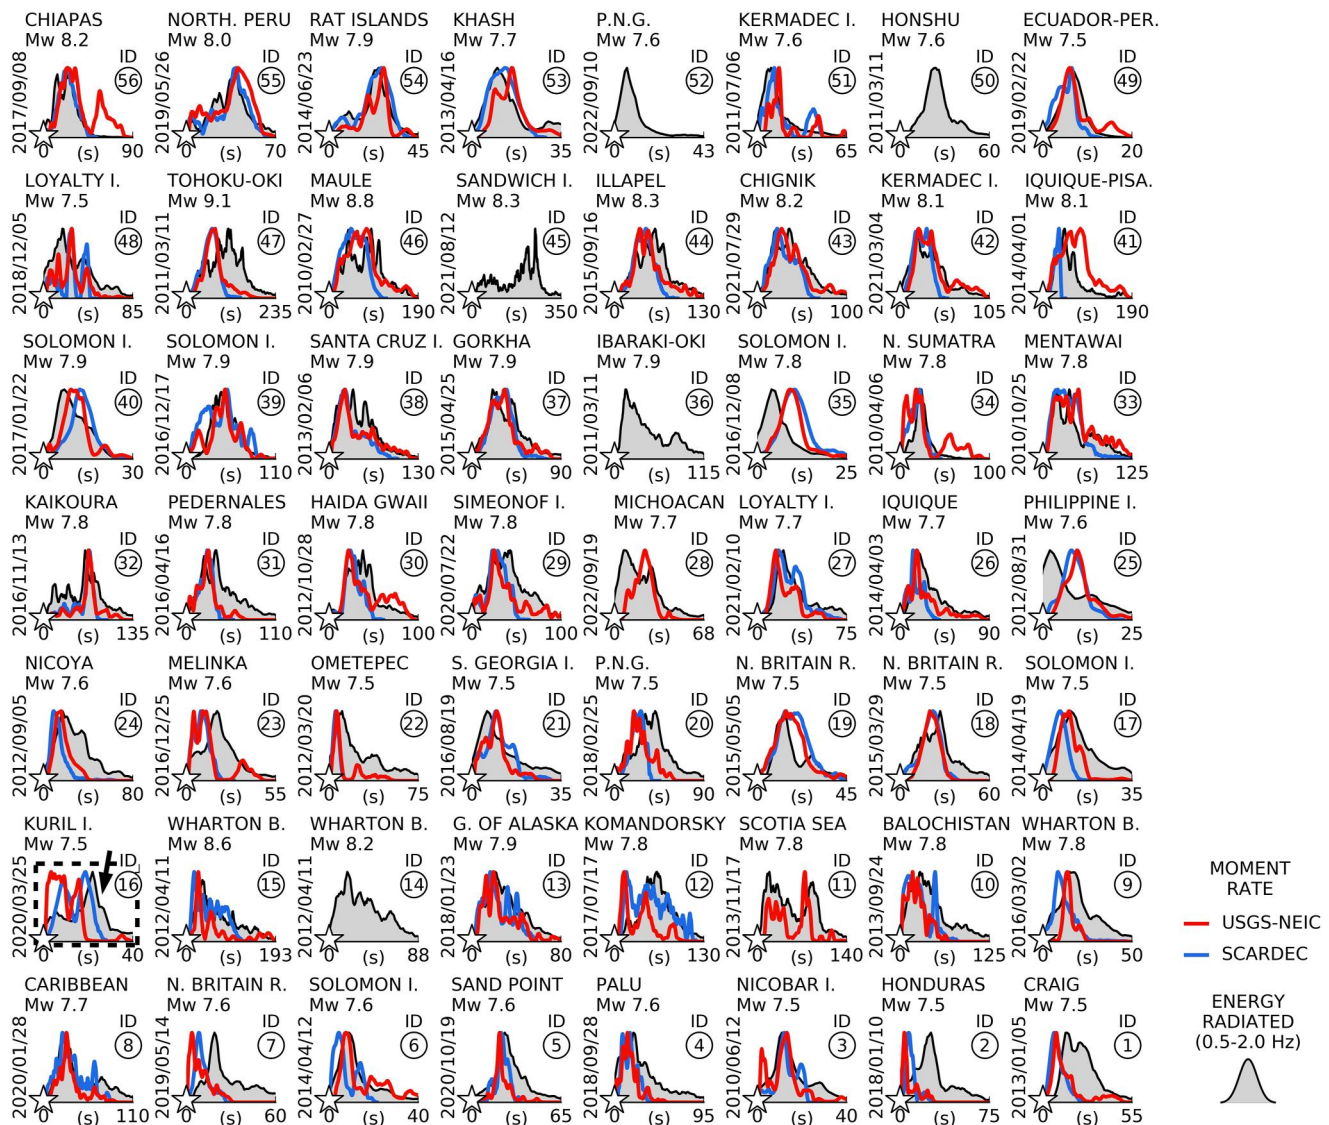 CHIAPAS NORTH. PERU RAT ISLANDS KHASH P.N.G. KERMADEC I. HONSHU ECUADOR-PER.
Mw 8.2 Mw 8.0 Mw 7.9 Mw 7.7 Mw 7.6 Mw 7.6 Mw 7.6 Mw 7.5
ID ID ID ID ID ID ID ID
56 55 54 53 52 51 50 49
2017/09/08 2019/05/26 2014/06/23 2013/04/16 2022/09/10 2011/07/06 2011/03/11 2019/02/22
0 (s) 90 0 (s) 70 0 (s) 45 0 (s) 35 0 (s) 43 0 (s) 65 0 (s) 60 0 (s) 20
LOYALTY I. TOHOKU-OKI MAULE SANDWICH I. ILLAPEL CHIGNIK KERMADEC I. IQUIQUE-PISA.
Mw 7.5 Mw 9.1 Mw 8.8 Mw 8.3 Mw 8.3 Mw 8.2 Mw 8.1 Mw 8.1
ID ID ID ID ID ID ID ID
48 47 46 45 44 43 42 41
2018/12/05 2011/03/11 2010/02/27 2021/08/12 2015/09/16 2021/07/29 2021/03/04 2014/04/01
0 (s) 85 0 (s) 235 0 (s) 190 0 (s) 350 0 (s) 130 0 (s) 100 0 (s) 105 0 (s) 190
SOLOMON I. SOLOMON I. SANTA CRUZ I. GORKHA IBARAKI-OKI SOLOMON I. N. SUMATRA MENTAWAI
Mw 7.9 Mw 7.9 Mw 7.9 Mw 7.9 Mw 7.9 Mw 7.8 Mw 7.8 Mw 7.8
ID ID ID ID ID ID ID ID
40 39 38 37 36 35 34 33
2017/01/22 2016/12/17 2013/02/06 2015/04/25 2011/03/11 2016/12/08 2010/04/06 2010/10/25
0 (s) 30 0 (s) 110 0 (s) 130 0 (s) 90 0 (s) 115 0 (s) 25 0 (s) 100 0 (s) 125
KAIKOURA PEDERNALES HAIDA GWAII SIMEONOF I. MICHOACAN LOYALTY I. IQUIQUE PHILIPPINE I.
Mw 7.8 Mw 7.8 Mw 7.8 Mw 7.8 Mw 7.7 Mw 7.7 Mw 7.7 Mw 7.6
ID ID ID ID ID ID ID ID
32 31 30 29 28 27 26 25
2016/11/13 2016/04/16 2012/10/28 2020/07/22 2022/09/19 2021/02/10 2014/04/03 2012/08/31
0 (s) 135 0 (s) 110 0 (s) 100 0 (s) 100 0 (s) 68 0 (s) 75 0 (s) 90 0 (s) 25
NICOYA MELINKA OMETEPEC S. GEORGIA I. P.N.G. N. BRITAIN R. N. BRITAIN R. SOLOMON I.
Mw 7.6 Mw 7.6 Mw 7.5 Mw 7.5 Mw 7.5 Mw 7.5 Mw 7.5 Mw 7.5
ID ID ID ID ID ID ID ID
24 23 22 21 20 19 18 17
2012/09/05 2016/12/25 2012/03/20 2016/08/19 2018/02/25 2015/05/05 2015/03/29 2014/04/19
0 (s) 80 0 (s) 55 0 (s) 75 0 (s) 35 0 (s) 90 0 (s) 45 0 (s) 60 0 (s) 35
KURIL I. WHARTON B. WHARTON B. G. OF ALASKA KOMANDORSKY SCOTIA SEA BALOCHISTAN WHARTON B.
Mw 7.5 Mw 8.6 Mw 8.2 Mw 7.9 Mw 7.8 Mw 7.8 Mw 7.8 Mw 7.8
ID ID ID ID ID ID ID ID
16 15 14 13 12 11 10 9
2020/03/25 2012/04/11 2012/04/11 2018/01/23 2017/07/17 2013/11/17 2013/09/24 2016/03/02
0 (s) 40 0 (s) 193 0 (s) 88 0 (s) 80 0 (s) 130 0 (s) 140 0 (s) 125 0 (s) 50
CARIBBEAN N. BRITAIN R. SOLOMON I. SAND POINT PALU NICOBAR I. HONDURAS CRAIG
Mw 7.7 Mw 7.6 Mw 7.6 Mw 7.6 Mw 7.6 Mw 7.5 Mw 7.5 Mw 7.5
ID ID ID ID ID ID ID ID
8 7 6 5 4 3 2 1
2020/01/28 2019/05/14 2014/04/12 2020/10/19 2018/09/28 2010/06/12 2018/01/10 2013/01/05
0 (s) 110 0 (s) 60 0 (s) 40 0 (s) 65 0 (s) 95 0 (s) 40 0 (s) 75 0 (s) 55
MOMENT
RATE
USGS-NEIC
SCARDEC
ENERGY
RADIATED
(0.5-2.0 Hz)